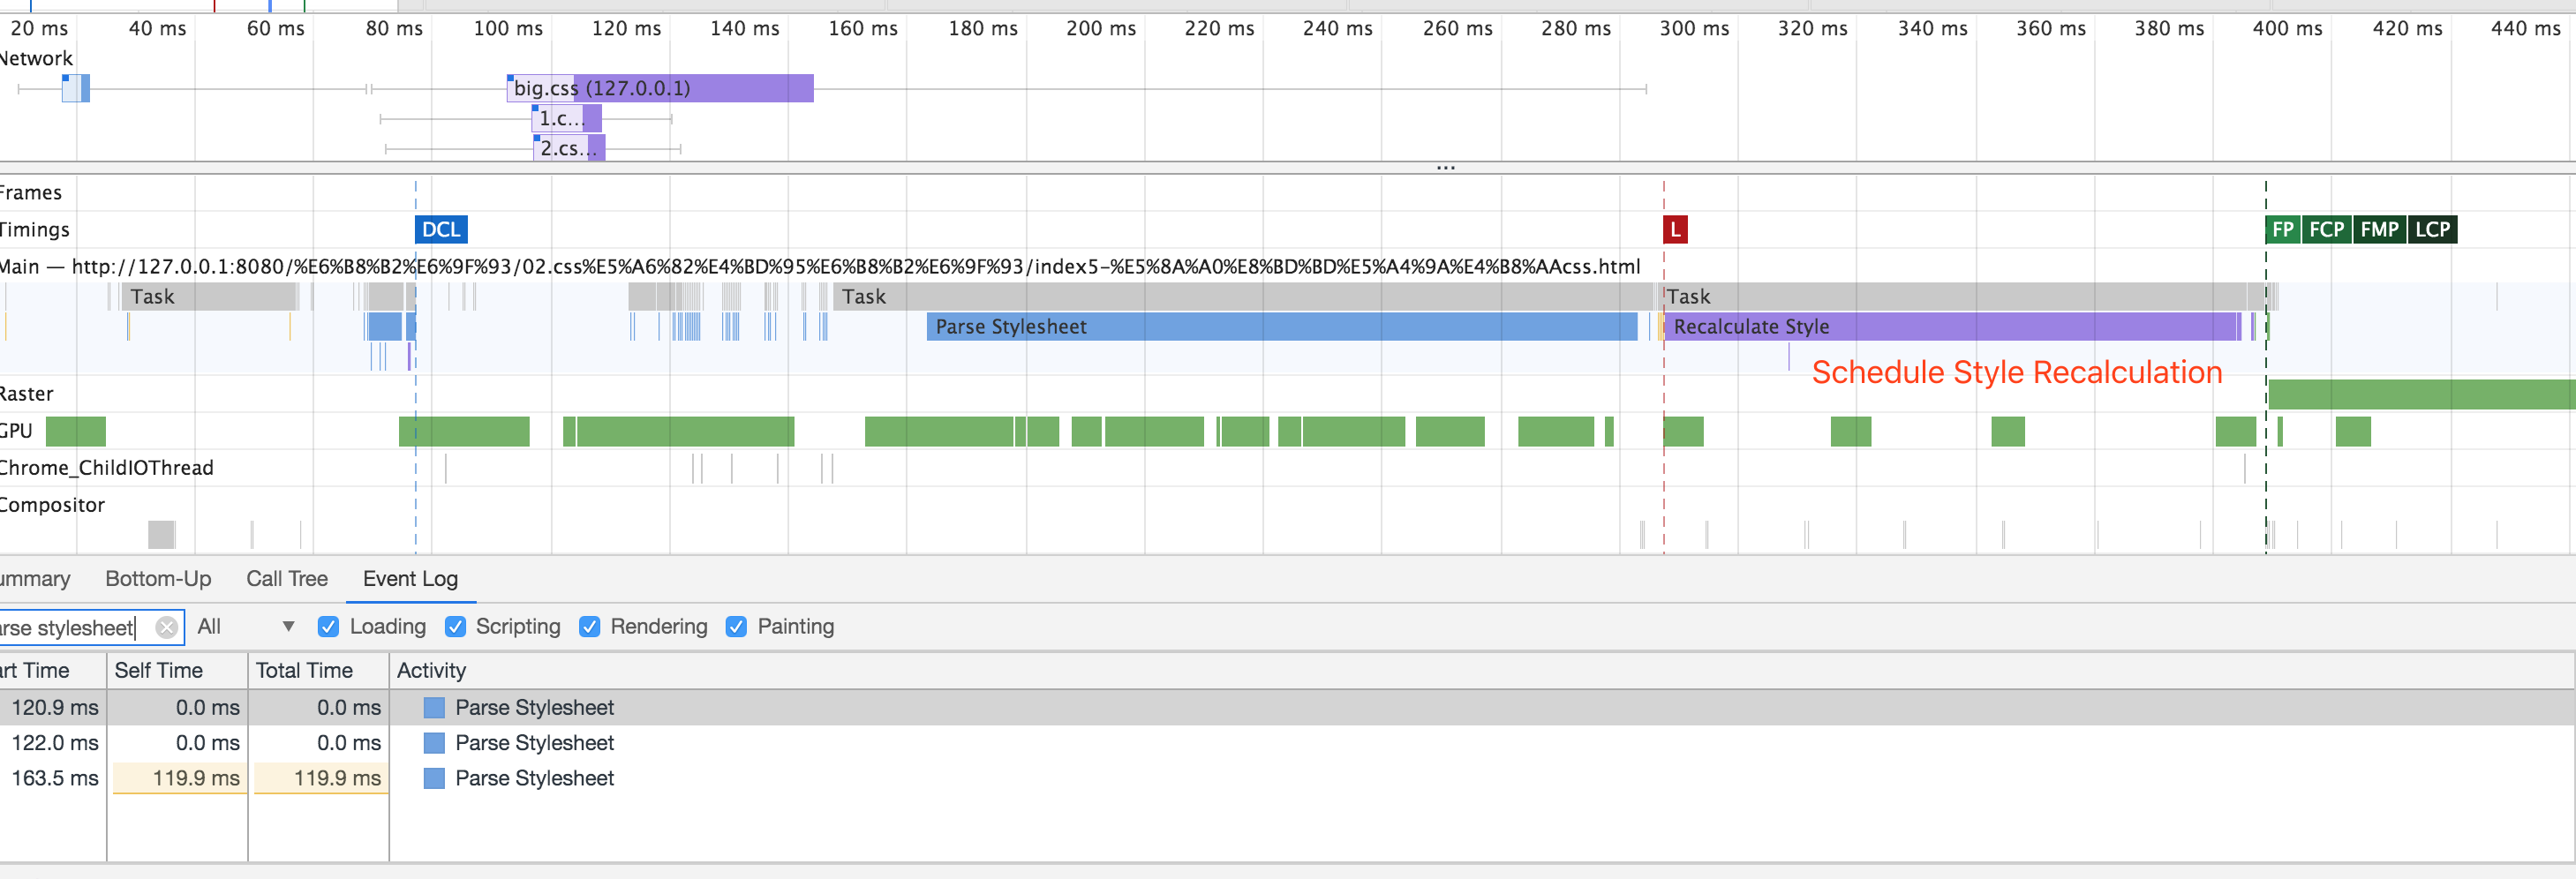 20 ms 40 ms 60 ms 80 ms 100 ms 120 ms 140 ms 160 ms 180 ms 200 ms 220 ms 240 ms 260 ms 280 ms 300 ms 320 ms 340 ms 360 ms 380 ms 400 ms 420 ms 440 ms
Network
big.css (127.0.0.1)
1.c...
2.cs...
...
Frames
Timings DCL L FP FCP FMP LCP
Main — http://127.0.0.1:8080/%E6%B8%B2%E6%9F%93/02.css%E5%A6%82%E4%BD%95%E6%B8%B2%E6%9F%93/index5-%E5%8A%A0%E8%BD%BD%E5%A4%9A%E4%B8%AAcss.html
Task Task Task
Parse Stylesheet Recalculate Style
Schedule Style Recalculation
Raster
GPU
Chrome_ChildIOThread
Compositor
ummary Bottom-Up Call Tree Event Log
arse stylesheet All Loading Scripting Rendering Painting
art Time Self Time Total Time Activity
120.9 ms 0.0 ms 0.0 ms Parse Stylesheet
122.0 ms 0.0 ms 0.0 ms Parse Stylesheet
163.5 ms 119.9 ms 119.9 ms Parse Stylesheet